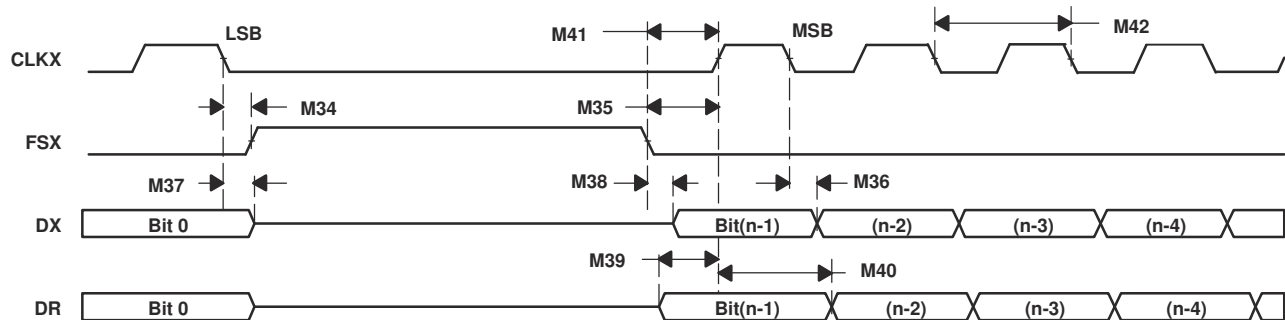 LSB
M41
MSB
M42
CLKX
M34
M35
FSX
M37
M38
M36
DX
Bit 0
Bit(n-1)
(n-2)
(n-3)
(n-4)
M39
M40
DR
Bit 0
Bit(n-1)
(n-2)
(n-3)
(n-4)